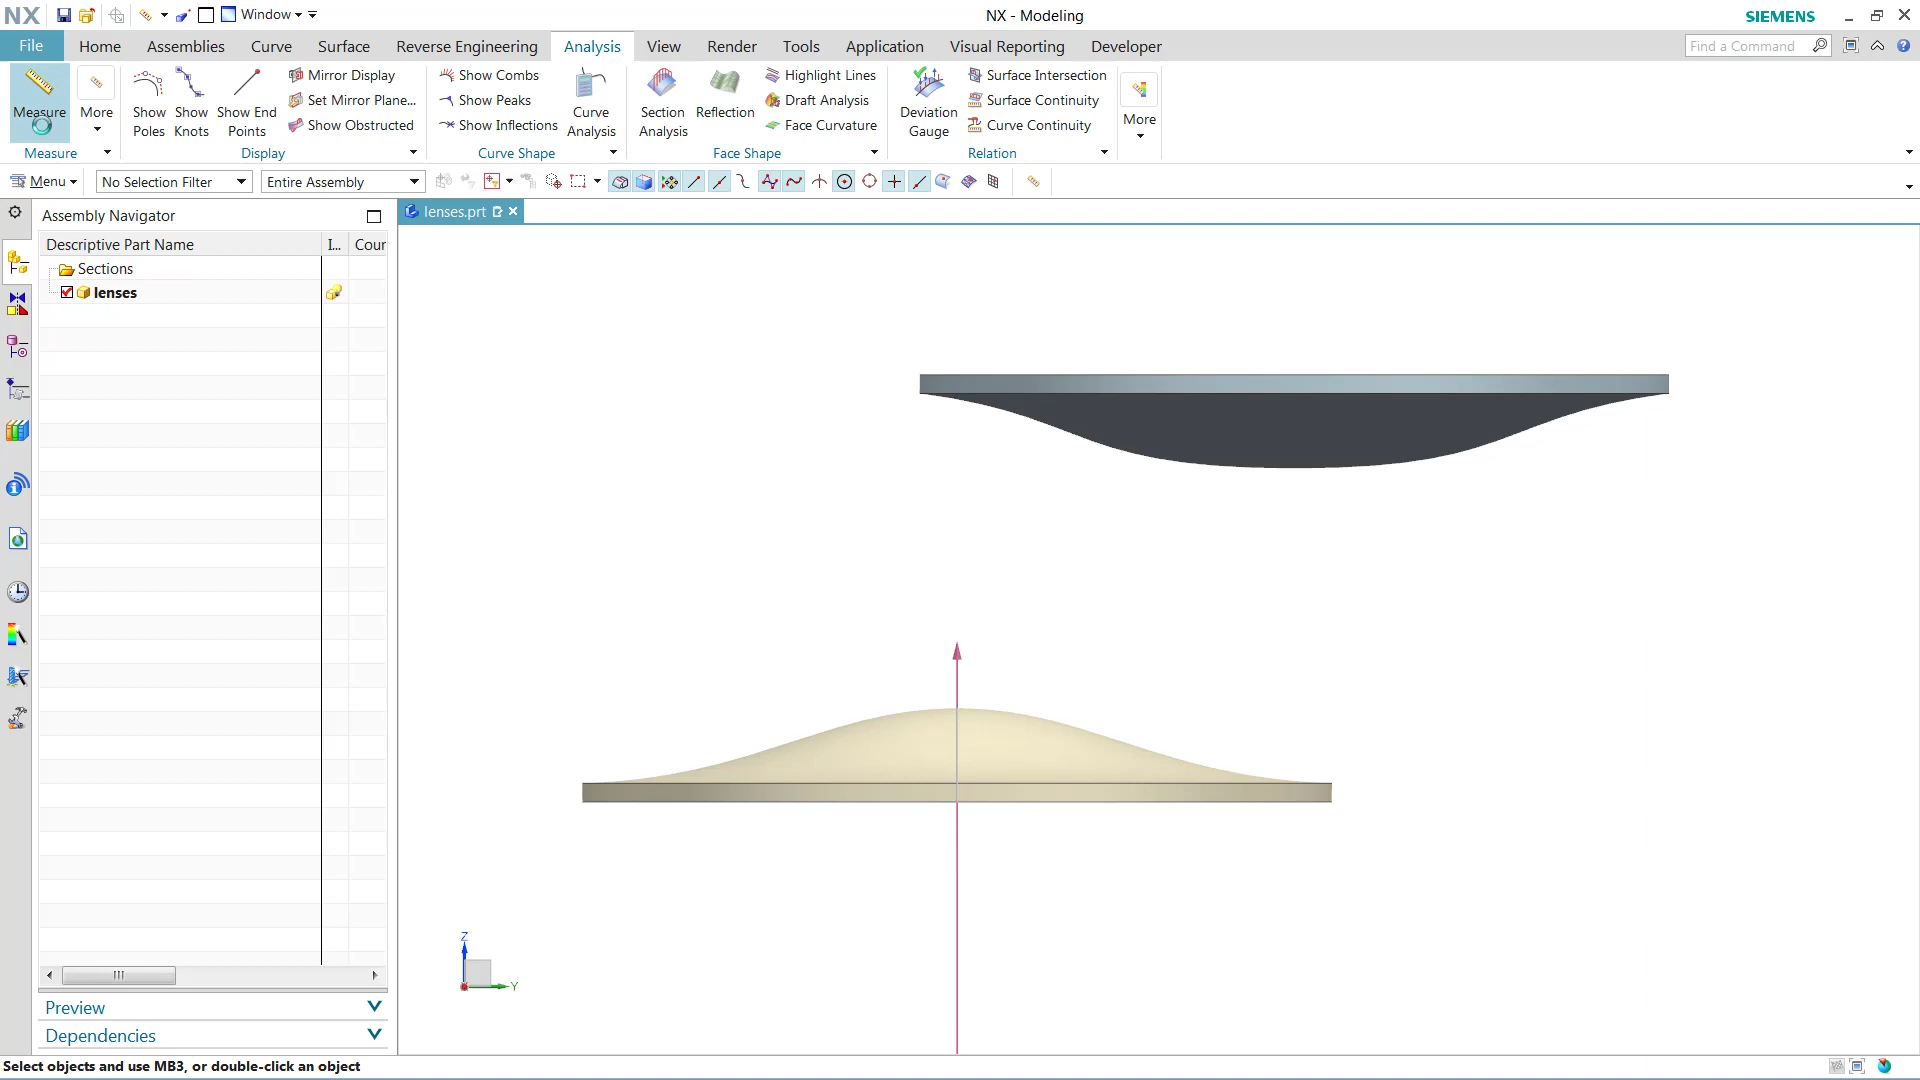 NX Window NX - Modeling SIEMENS
File Home Assemblies Curve Surface Reverse Engineering Analysis View Render Tools Application Visual Reporting Developer Find a Command
Measure More Show Poles Show Knots Show End Points Mirror Display Set Mirror Plane... Show Obstructed Show Combs Show Peaks Show Inflections Curve Analysis Section Analysis Reflection Highlight Lines Draft Analysis Face Curvature Deviation Gauge Surface Intersection Surface Continuity Curve Continuity More
Measure Display Curve Shape Face Shape Relation
Menu No Selection Filter Entire Assembly
Assembly Navigator lenses.prt
Descriptive Part Name I... Cour
Sections
lenses
Z
Y
Preview
Dependencies
Select objects and use MB3, or double-click an object